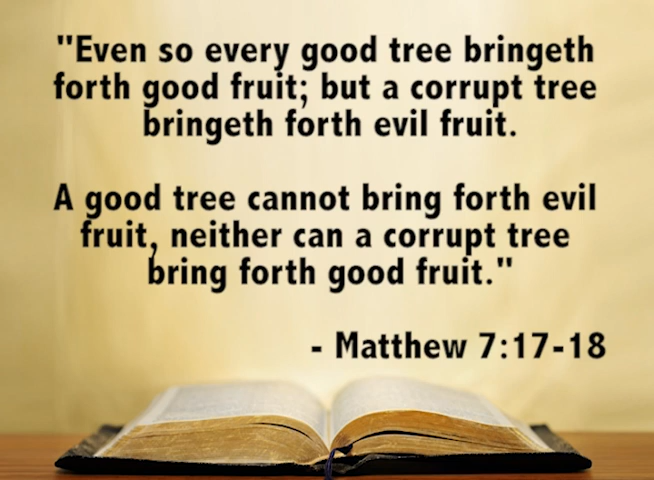 "Even so every good tree bringeth
forth good fruit; but a corrupt tree
bringeth forth evil fruit.
A good tree cannot bring forth evil
fruit, neither can a corrupt tree
bring forth good fruit."
- Matthew 7:17-18